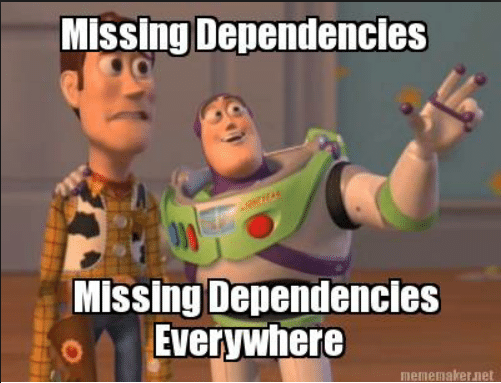 Missing Dependencies
Missing Dependencies
Everywhere
mememaker.net